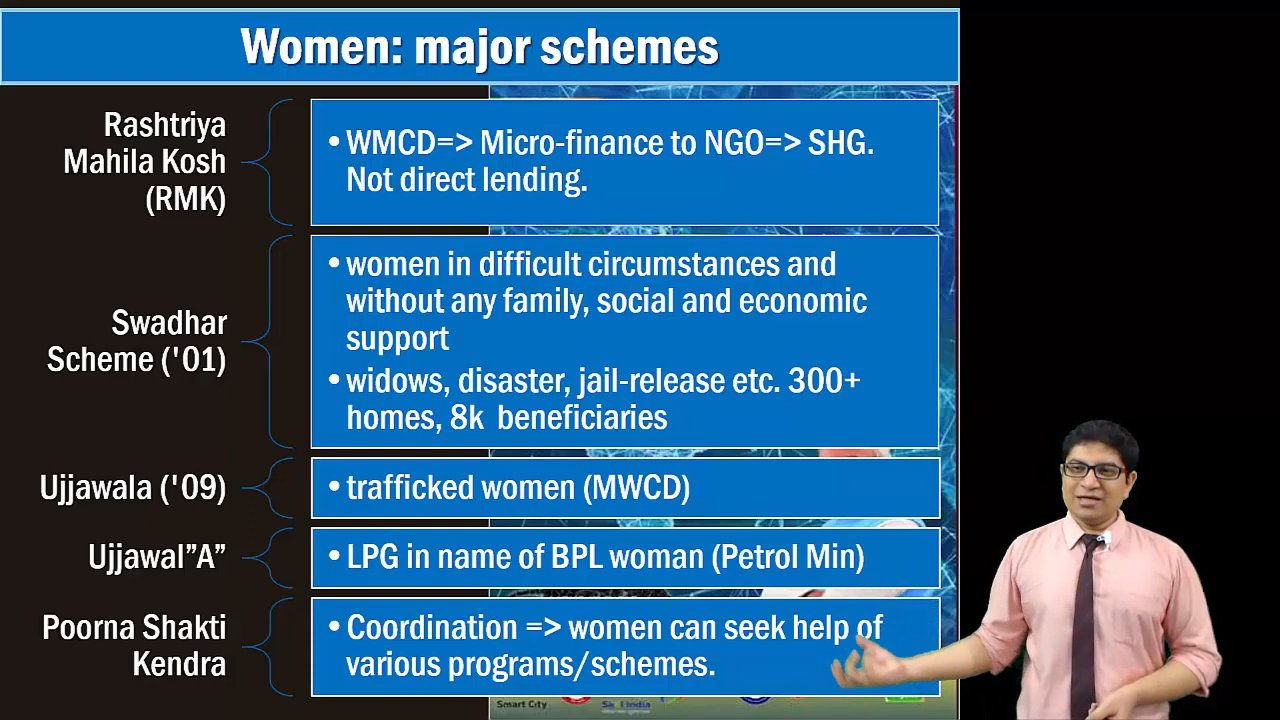 Women: major schemes
Rashtriya
Mahila Kosh
(RMK)
• WMCD=> Micro-finance to NGO=> SHG.
Not direct lending.
Swadhar
Scheme ('01)
• women in difficult circumstances and
without any family, social and economic
support
• widows, disaster, jail-release etc. 300+
homes, 8k beneficiaries
Ujjawala ('09)
• trafficked women (MWCD)
Ujjawal”A”
• LPG in name of BPL woman (Petrol Min)
Poorna Shakti
Kendra
• Coordination => women can seek help of
various programs/schemes.
Smart City
Skill India